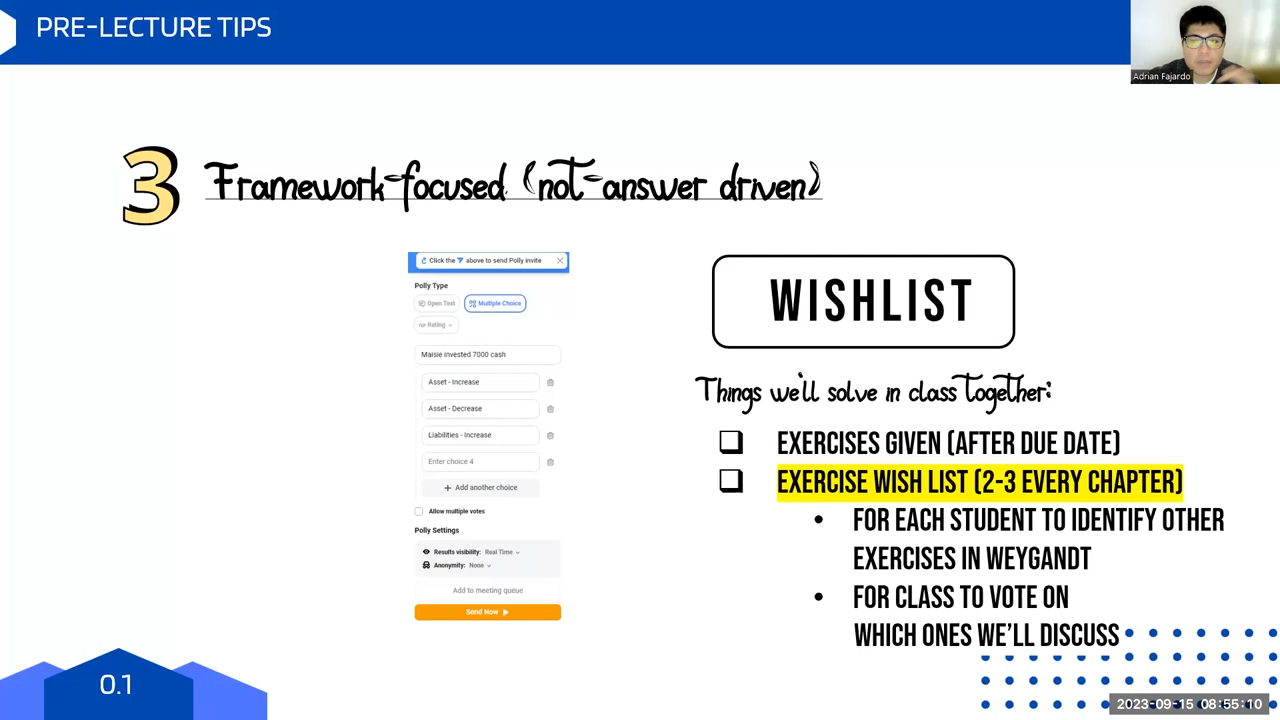 PRE-LECTURE TIPS
Adrian Fajardo
3
Framework-focused (not-answer driven)
Click the above to send Polly invite
Polly Type
Open Text
Multiple Choice
Rating
Maisie invested 7000 cash
Asset - Increase
Asset - Decrease
Liabilities - Increase
Enter choice 4
+ Add another choice
Allow multiple votes
Polly Settings
Results visibility: Real Time
Anonymity: None
Add to meeting queue
Send Now
WISHLIST
Things we'll solve in class together:
EXERCISES GIVEN (AFTER DUE DATE)
EXERCISE WISH LIST (2-3 EVERY CHAPTER)
• FOR EACH STUDENT TO IDENTIFY OTHER
EXERCISES IN WEYGANDT
• FOR CLASS TO VOTE ON
WHICH ONES WE'LL DISCUSS
0.1
2023-09-15 08:55:10